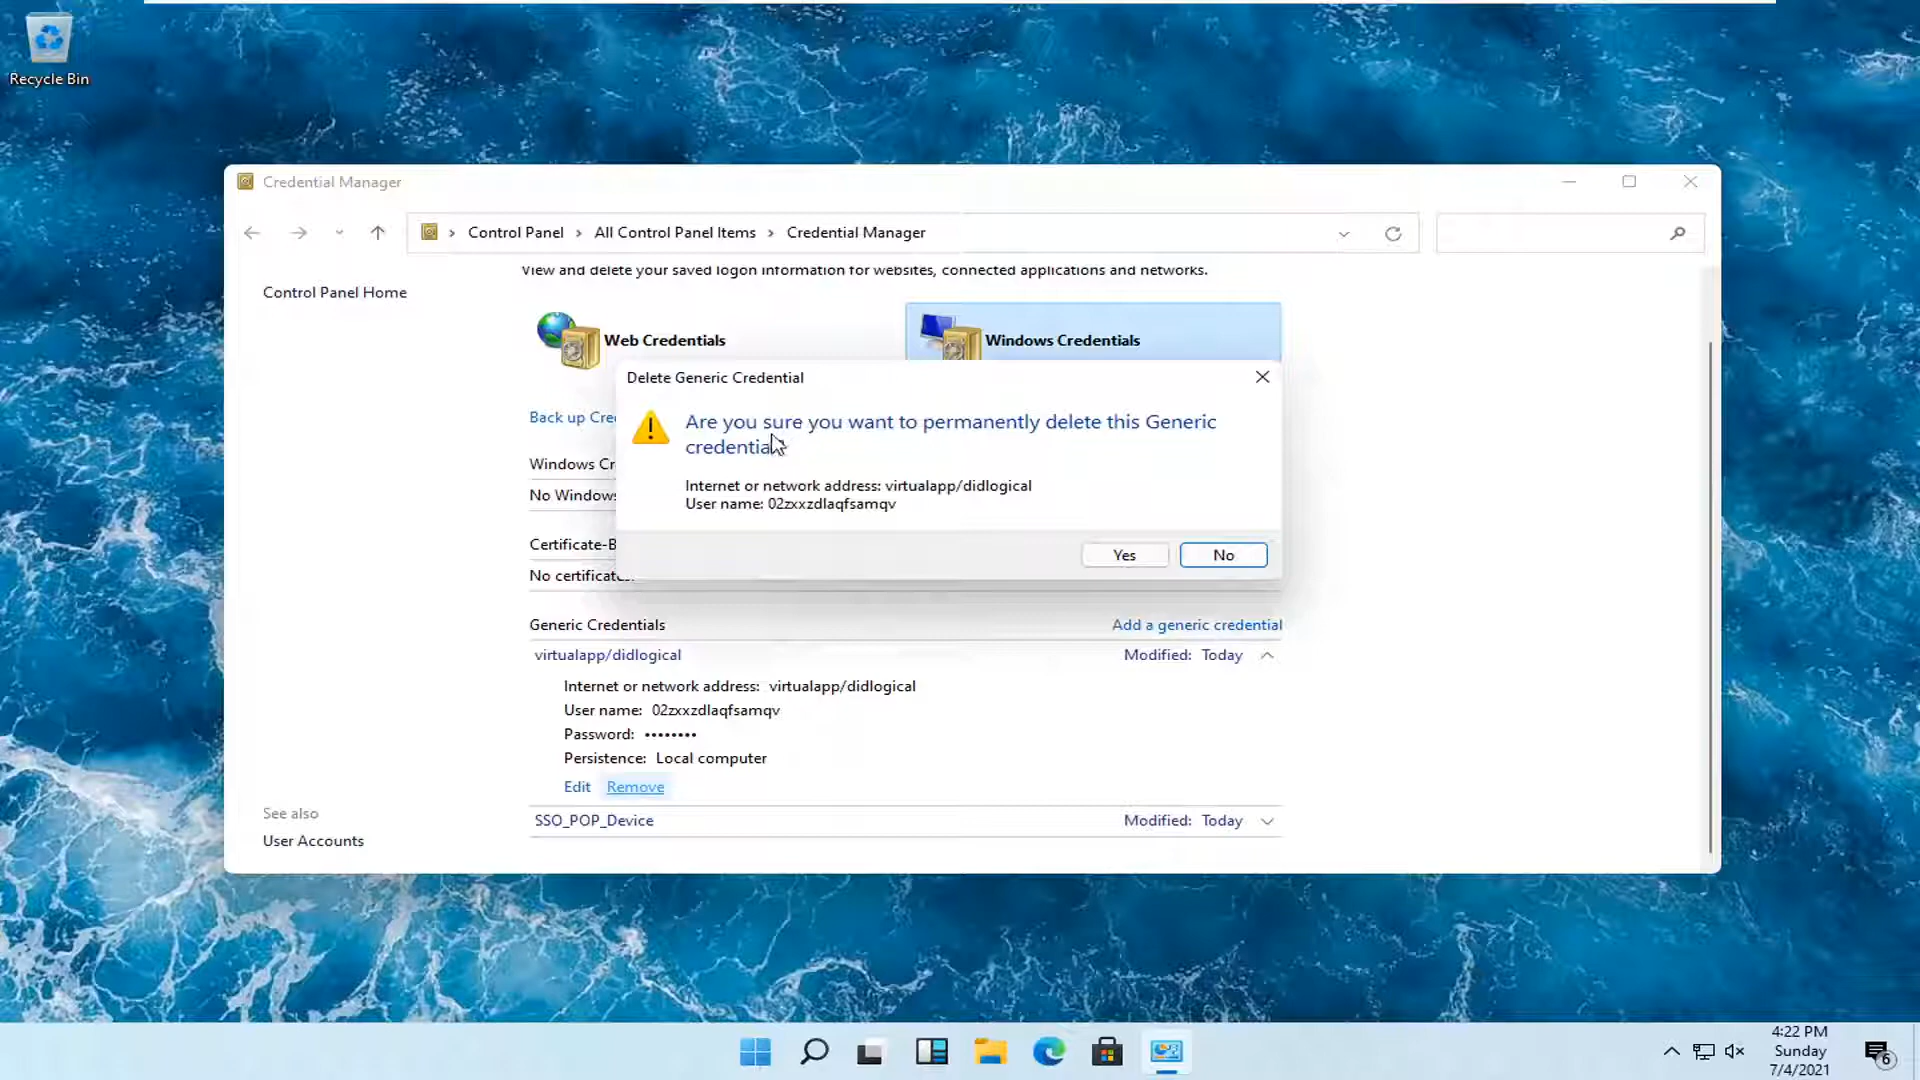 Recycle Bin
Credential Manager
Control Panel > All Control Panel Items > Credential Manager
View and delete your saved logon information for websites, connected applications and networks.
Control Panel Home
Web Credentials
Windows Credentials
Delete Generic Credential
Are you sure you want to permanently delete this Generic
Back up
Internet or network address: virtualapp/didlogical
User name: 02zxxzdlaqfsamqv
Windows
No Windows
Yes
No
No
Generic Credentials
Add a generic credential
virtualapp/didlogical
Modified: Today
Internet or network address: virtualapp/didlogical
User name: 02zxxzdlaqfsamqv
Password: ••••••••
Persistence: Local computer
Edit
Remove
SSO_POP_Device
Modified: Today
See also
User Accounts
4:22 PM
Sunday
7/4/2021
6